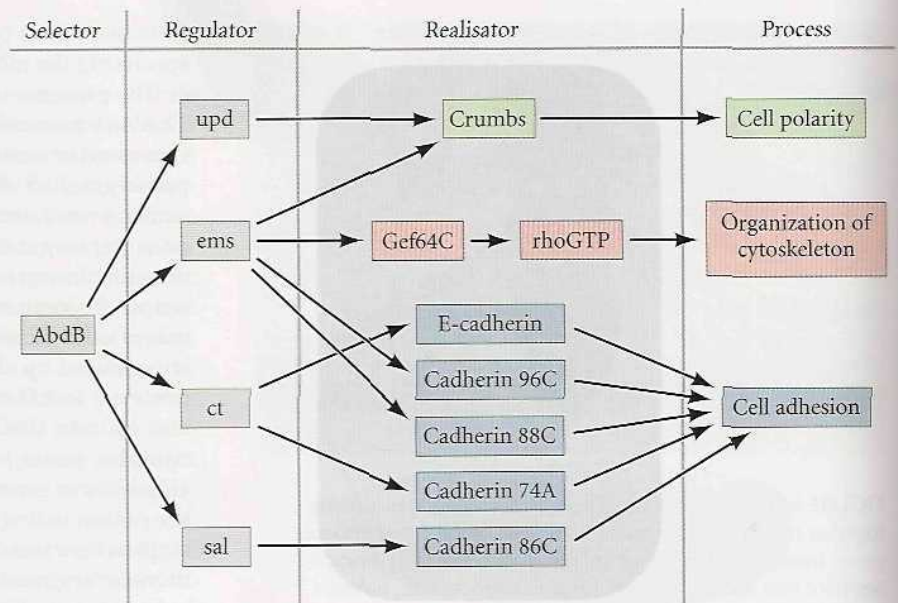 Selector Regulator Realisator Process
upd Crumbs Cell polarity
ems Gef64C rhoGTP Organization of
cytoskeleton
AbdB
E-cadherin
Cadherin 96C
ct Cadherin 88C Cell adhesion
Cadherin 74A
sal Cadherin 86C